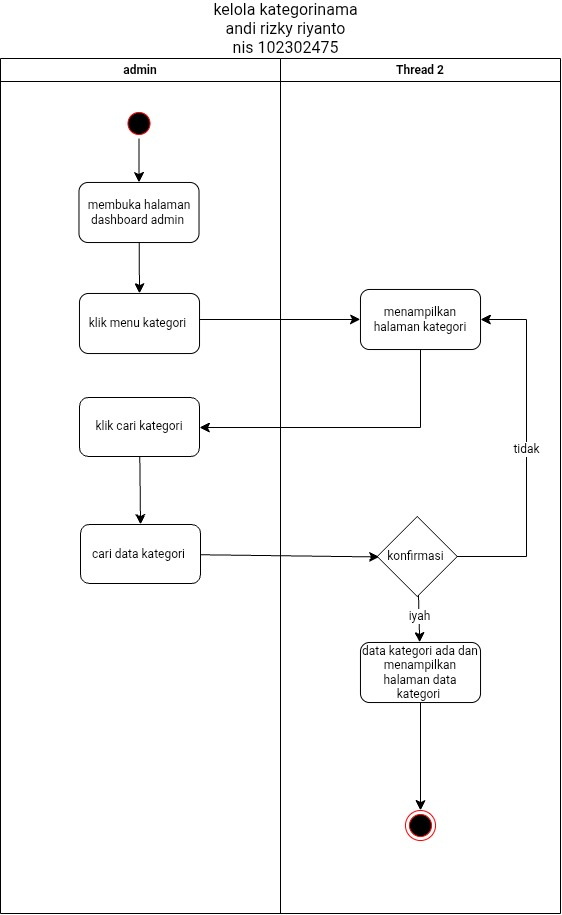 kelola kategorinama
andi rizky riyanto
nis 102302475
admin
Thread 2
membuka halaman
dashboard admin
klik menu kategori
menampilkan
halaman kategori
klik cari kategori
tidak
cari data kategori
konfirmasi
iyah
data kategori ada dan
menampilkan
halaman data
kategori